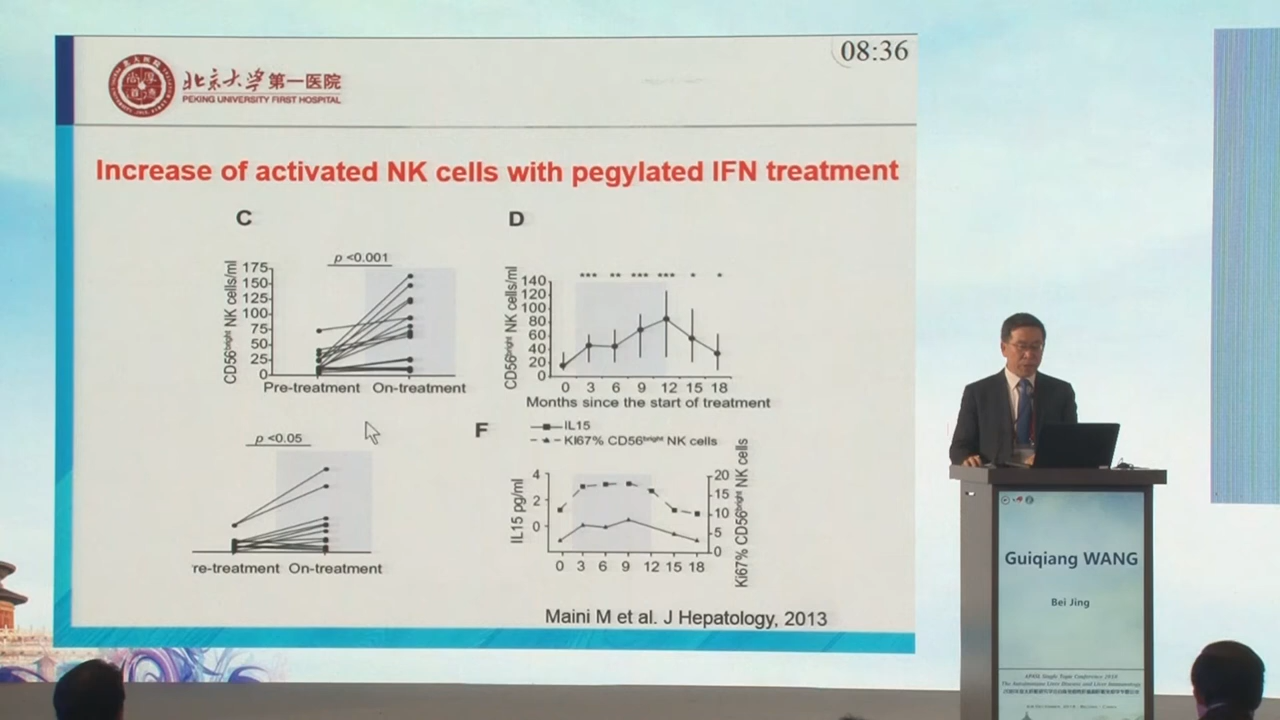 08:36
北京大学第一医院
PEKING UNIVERSITY FIRST HOSPITAL
Increase of activated NK cells with pegylated IFN treatment
C
p <0.001
CD56bright NK cells/ml
175
150
125
100
75
50
25
0
Pre-treatment On-treatment
D
*** ** *** *** * *
CD56bright NK cells/ml
140
120
100
80
60
40
20
0
0 3 6 9 12 15 18
Months since the start of treatment
p <0.05
re-treatment On-treatment
F
IL15
KI67% CD56bright NK cells
IL15 pg/ml
4
2
0
20
15
10
5
0
Ki67% CD56bright NK cells
0 3 6 9 12 15 18
Maini M et al. J Hepatology, 2013
Guiqiang WANG
Bei Jing
APASL Single Topic Conference 2018